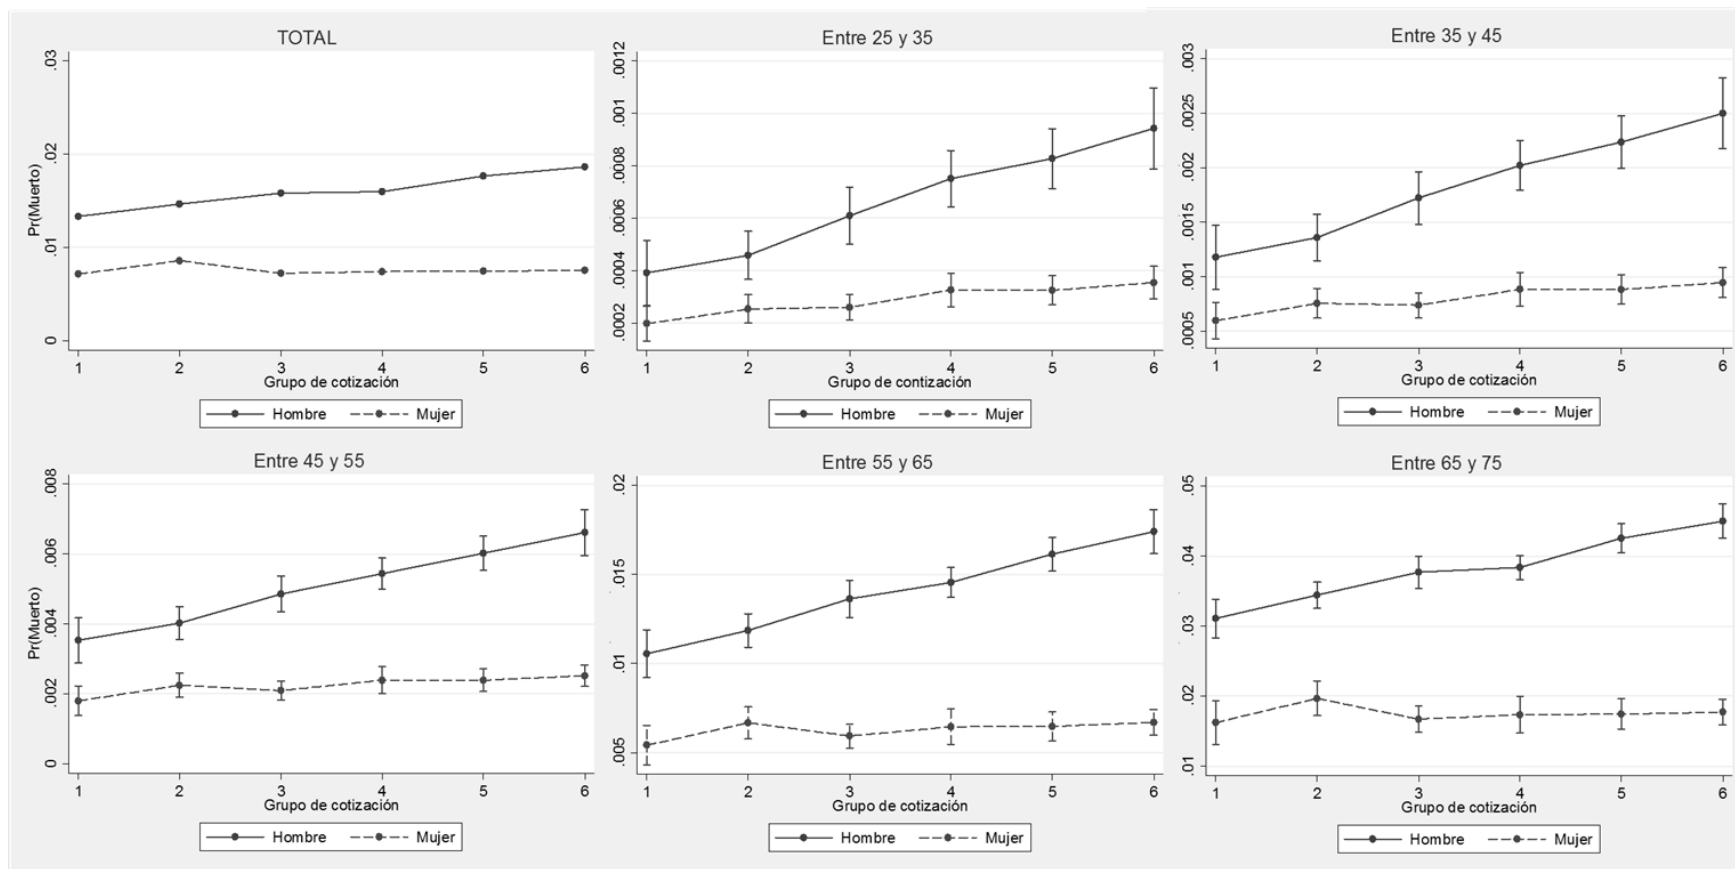 TOTAL
Pr(Muerto)
.03
.02
.01
0
1 2 3 4 5 6
Grupo de cotización
Hombre Mujer
Entre 25 y 35
.0012
.001
.0008
.0006
.0004
.0002
1 2 3 4 5 6
Grupo de contización
Hombre Mujer
Entre 35 y 45
.003
.0025
.002
.0015
.001
.0005
1 2 3 4 5 6
Grupo de cotización
Hombre Mujer
Entre 45 y 55
Pr(Muerto)
.008
.006
.004
.002
0
1 2 3 4 5 6
Grupo de cotización
Hombre Mujer
Entre 55 y 65
.02
.015
.01
.005
1 2 3 4 5 6
Grupo de cotización
Hombre Mujer
Entre 65 y 75
.05
.04
.03
.02
.01
1 2 3 4 5 6
Grupo de cotización
Hombre Mujer